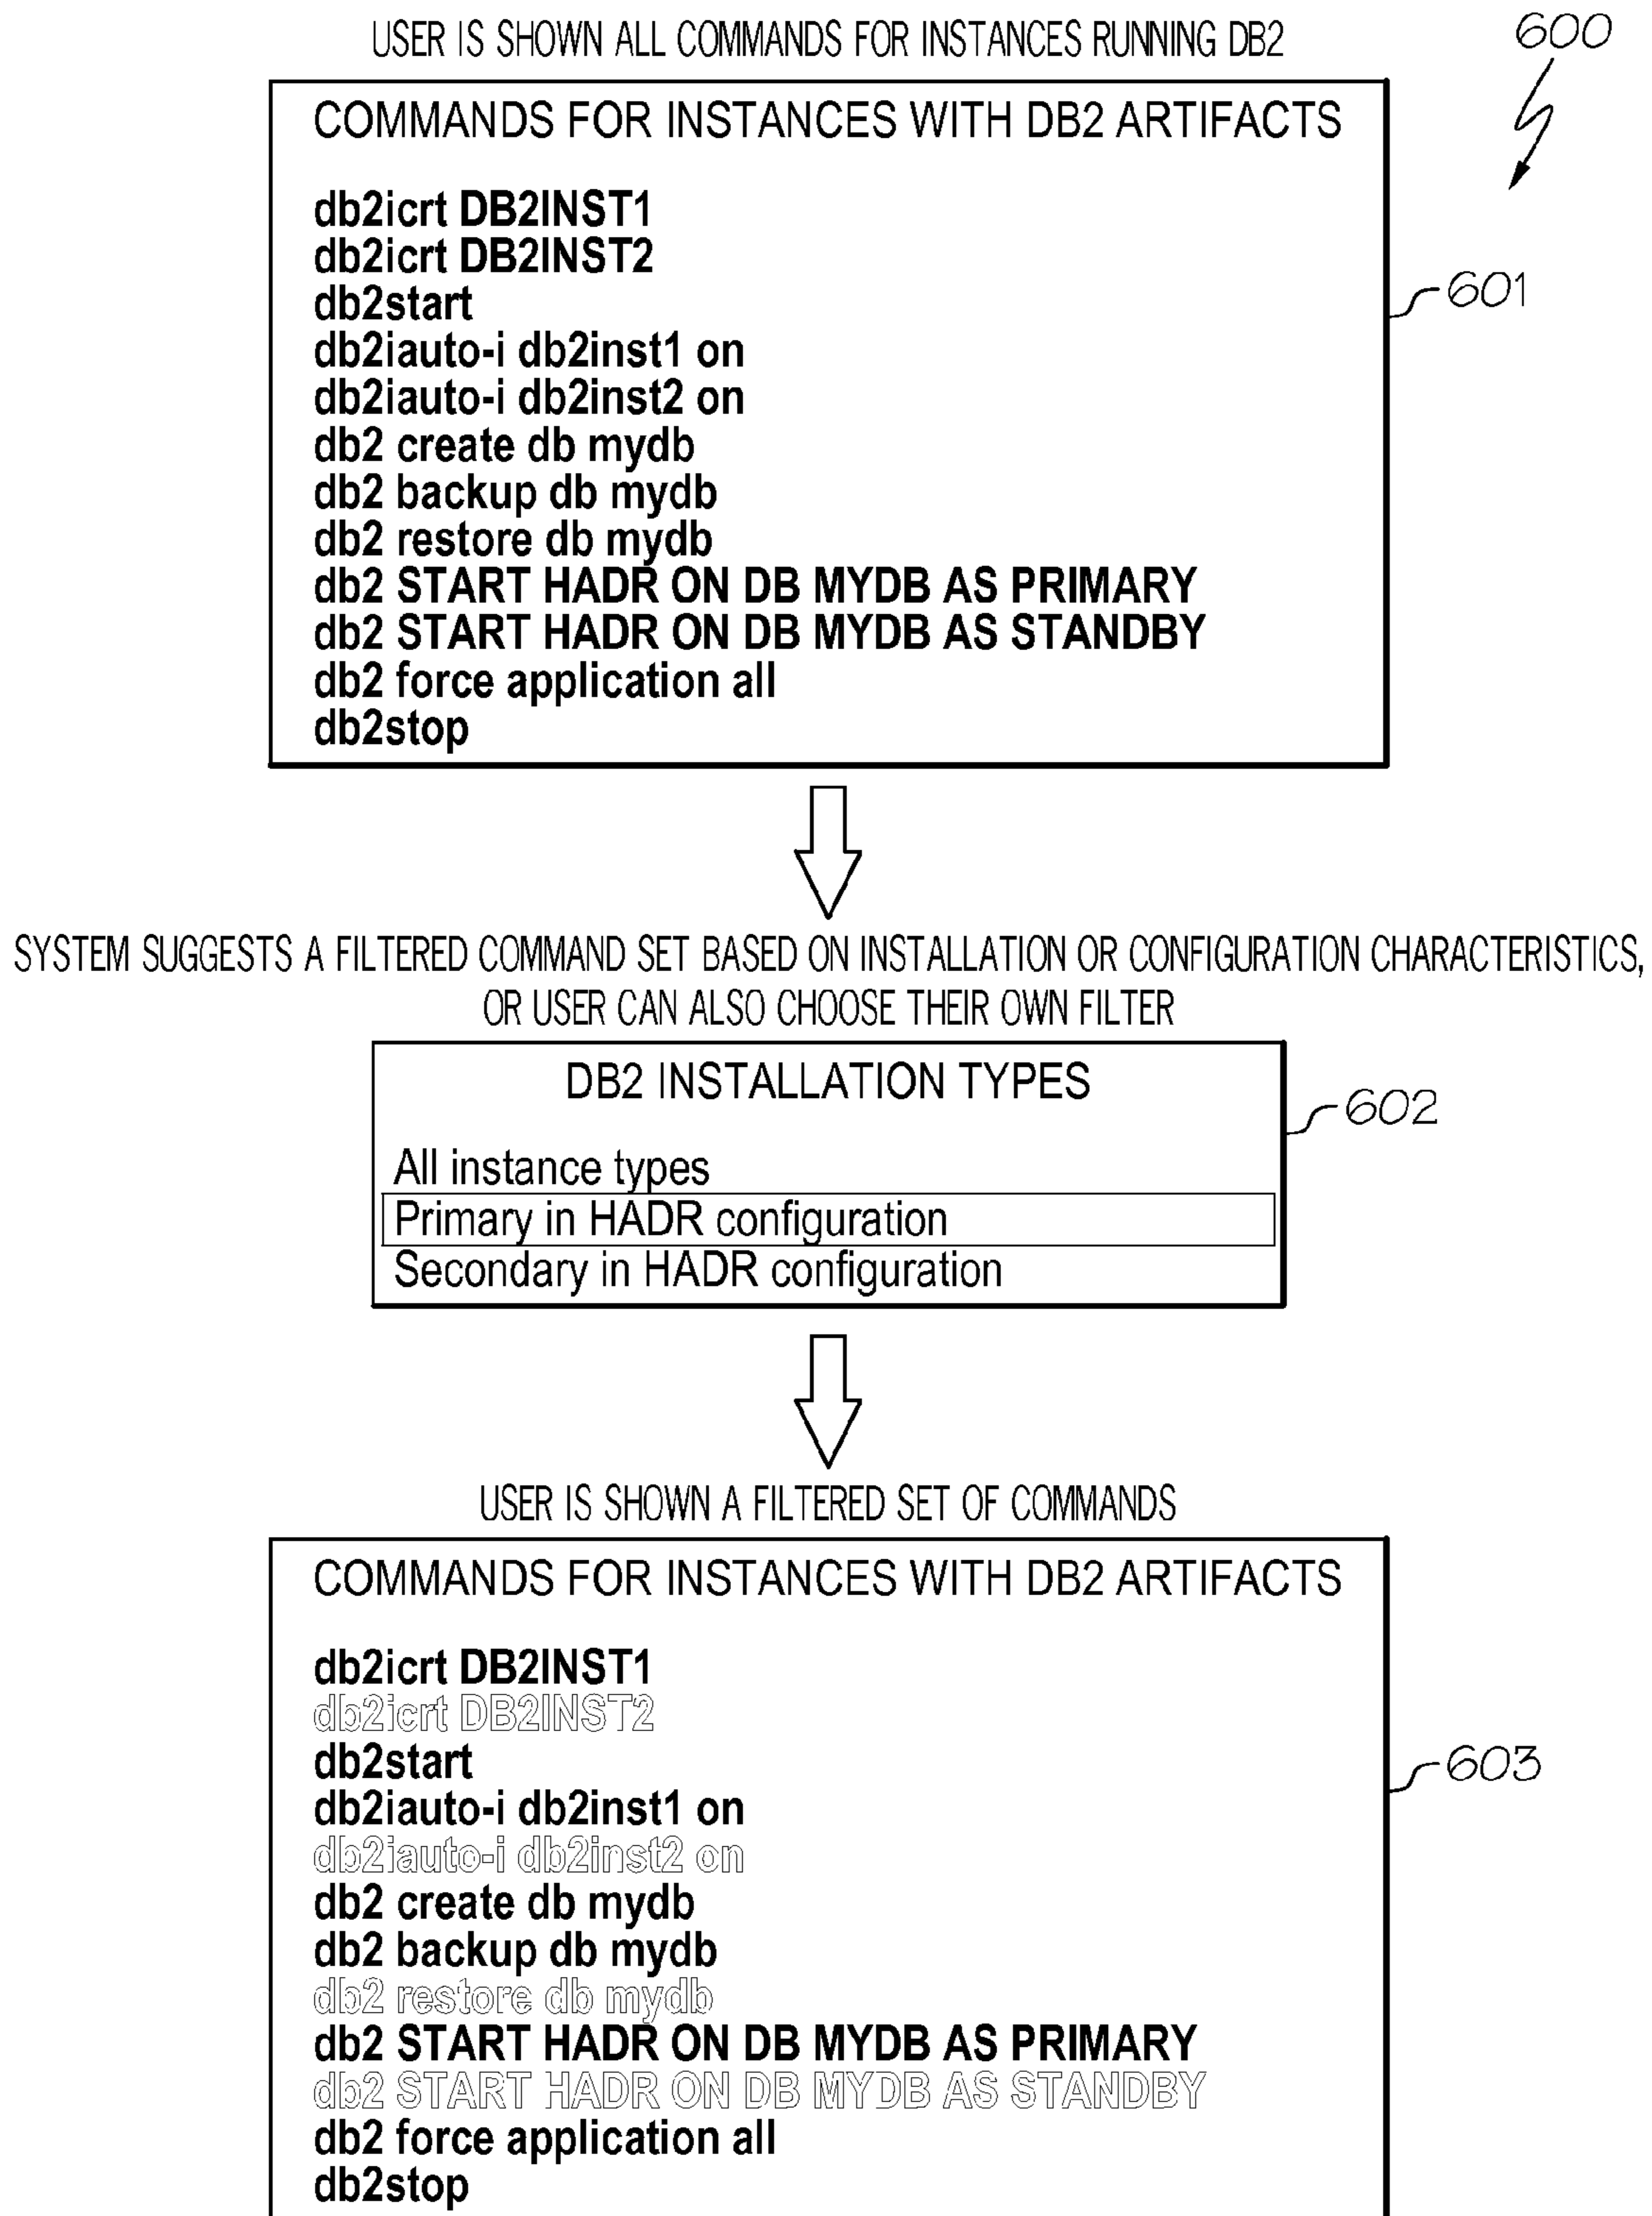 USER IS SHOWN ALL COMMANDS FOR INSTANCES RUNNING DB2
600
COMMANDS FOR INSTANCES WITH DB2 ARTIFACTS
db2icrt DB2INST1
db2icrt DB2INST2
db2start
db2iauto-i db2inst1 on
db2iauto-i db2inst2 on
db2 create db mydb
db2 backup db mydb
db2 restore db mydb
db2 START HADR ON DB MYDB AS PRIMARY
db2 START HADR ON DB MYDB AS STANDBY
db2 force application all
db2stop
601
SYSTEM SUGGESTS A FILTERED COMMAND SET BASED ON INSTALLATION OR CONFIGURATION CHARACTERISTICS,
OR USER CAN ALSO CHOOSE THEIR OWN FILTER
DB2 INSTALLATION TYPES
All instance types
Primary in HADR configuration
Secondary in HADR configuration
602
USER IS SHOWN A FILTERED SET OF COMMANDS
COMMANDS FOR INSTANCES WITH DB2 ARTIFACTS
db2icrt DB2INST1
db2icrt DB2INST2
db2start
db2iauto-i db2inst1 on
db2iauto-i db2inst2 on
db2 create db mydb
db2 backup db mydb
db2 restore db mydb
db2 START HADR ON DB MYDB AS PRIMARY
db2 START HADR ON DB MYDB AS STANDBY
db2 force application all
db2stop
603